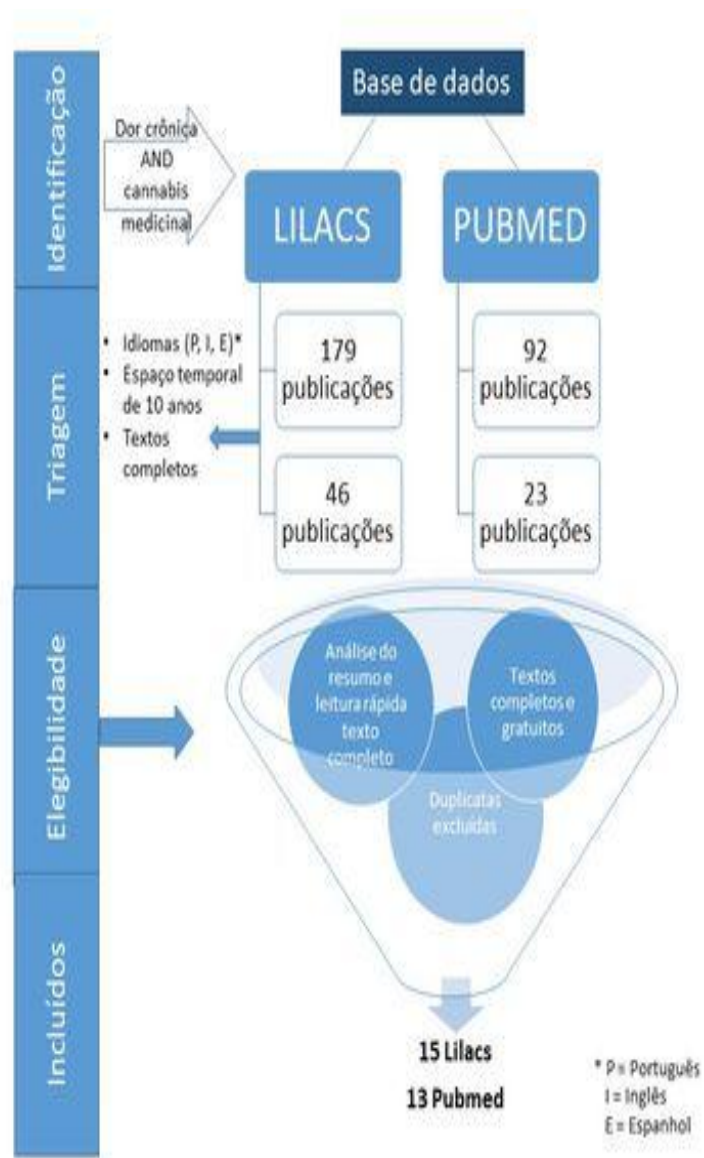 Identificação
Base de dados
Dor crônica
AND
cannabis
medicinal
LILACS
PUBMED
Triagem
• Idiomas (P, I, E)*
• Espaço temporal
de 10 anos
• Textos
completos
179
publicações
92
publicações
46
publicações
23
publicações
Elegibilidade
Análise do
resumo e
leitura rápida
texto
completo
Textos
completos e
gratuitos
Duplicatas
excluídas
Incluídos
15 Lilacs
13 Pubmed
* P = Português
I = Inglês
E = Espanhol